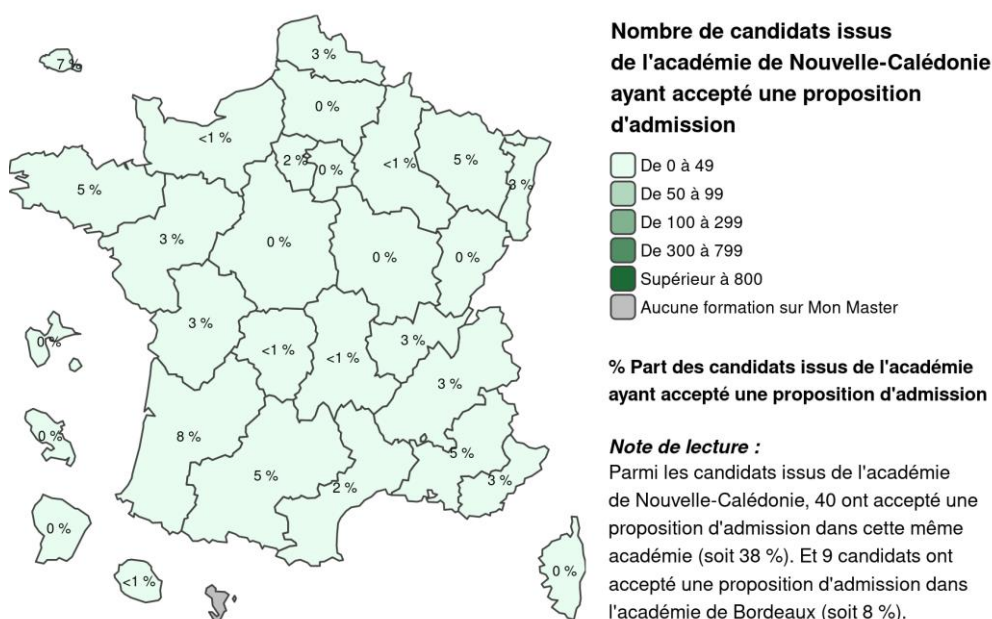 Nombre de candidats issus
de l'académie de Nouvelle-Calédonie
ayant accepté une proposition
d'admission
De 0 à 49
De 50 à 99
De 100 à 299
De 300 à 799
Supérieur à 800
Aucune formation sur Mon Master
% Part des candidats issus de l'académie
ayant accepté une proposition d'admission
Note de lecture :
Parmi les candidats issus de l'académie
de Nouvelle-Calédonie, 40 ont accepté une
proposition d'admission dans cette même
académie (soit 38 %). Et 9 candidats ont
accepté une proposition d'admission dans
l'académie de Bordeaux (soit 8 %).
3 %
7 %
0 %
<1 %
2 %
0 %
<1 %
5 %
3 %
5 %
3 %
0 %
0 %
0 %
3 %
0 %
<1 %
<1 %
3 %
3 %
8 %
0 %
5 %
5 %
2 %
3 %
0 %
<1 %
0 %